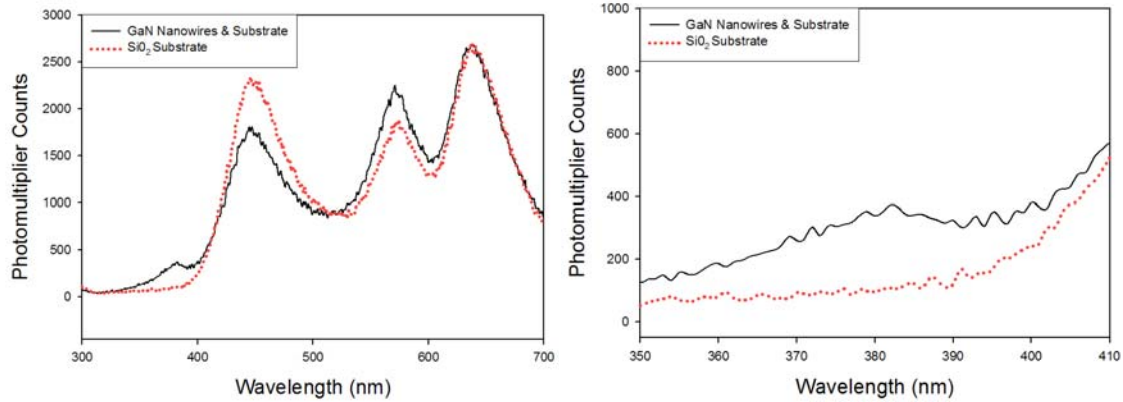 GaN Nanowires & Substrate
Si0₂ Substrate
3000
2500
2000
1500
1000
500
0
Photomultiplier Counts
300 400 500 600 700
Wavelength (nm)
GaN Nanowires & Substrate
Si0₂ Substrate
1000
800
600
400
200
0
Photomultiplier Counts
350 360 370 380 390 400 410
Wavelength (nm)